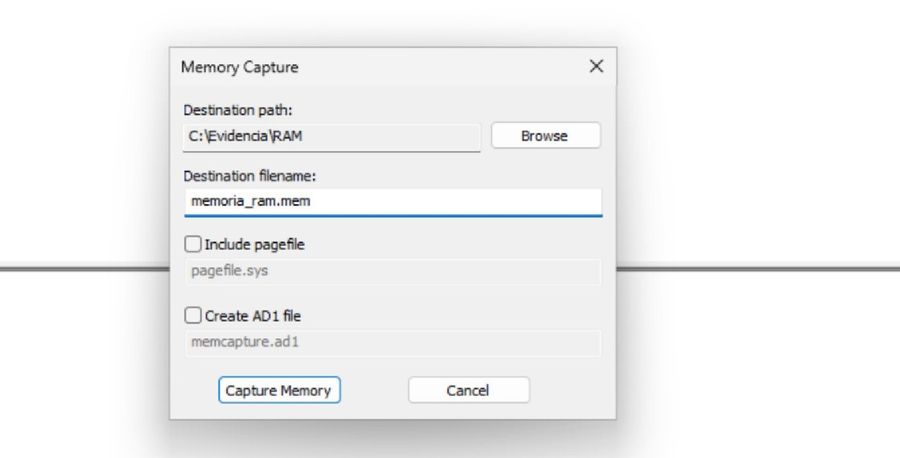 Memory Capture
Destination path:
C:\Evidencia\RAM
Browse
Destination filename:
memoria_ram.mem
Include pagefile
pagefile.sys
Create AD1 file
memcapture.ad1
Capture Memory
Cancel